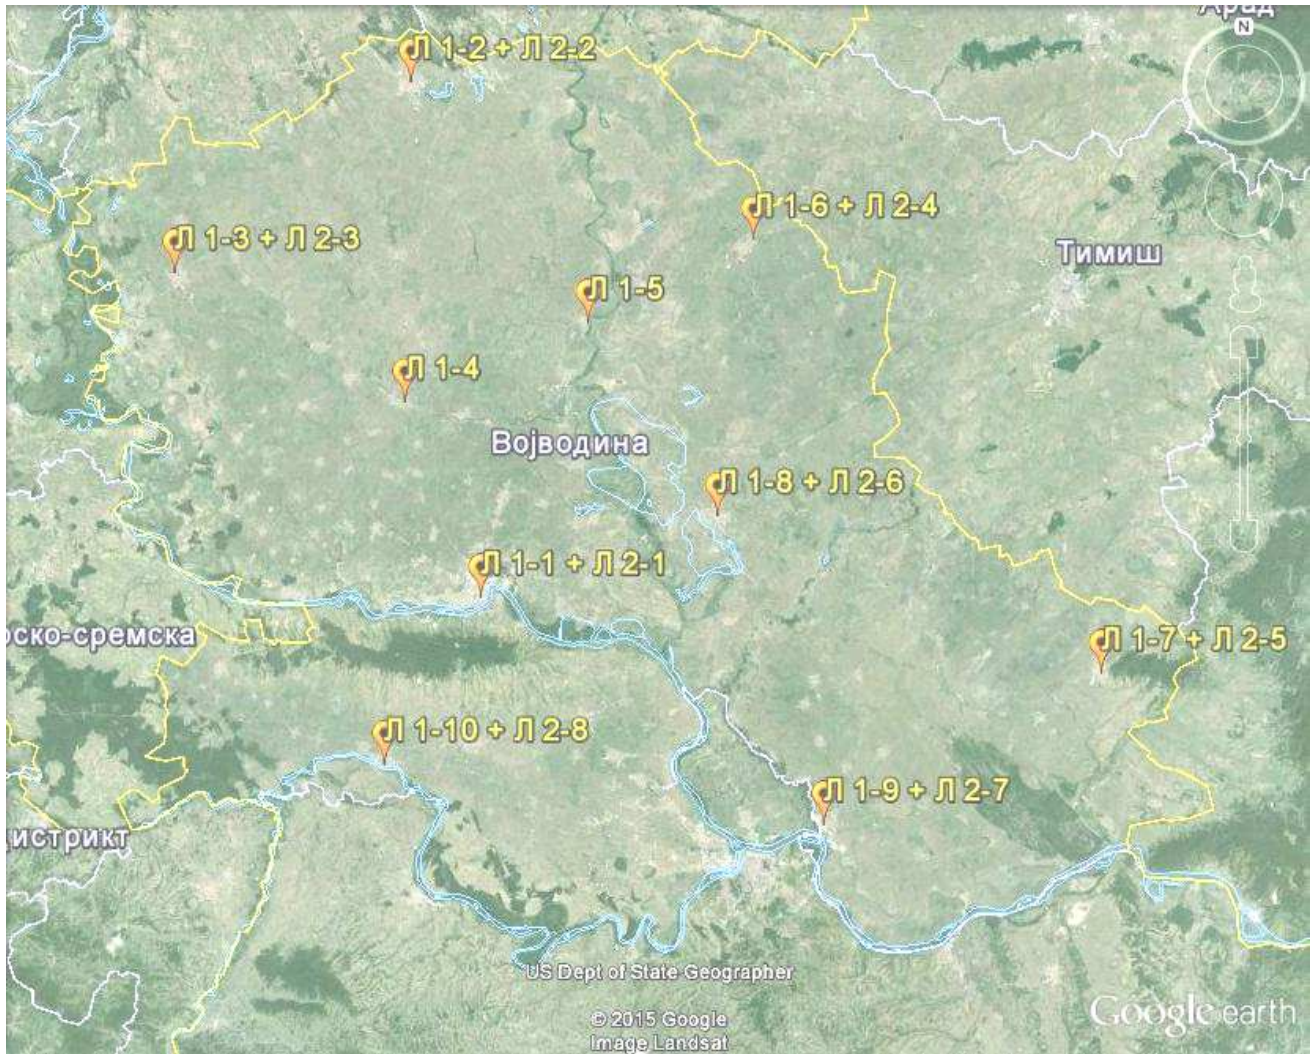 Арад
N
Л 1-2 + Л 2-2
Л 1-6 + Л 2-4
Л 1-3 + Л 2-3
Тимиш
Л 1-5
Л 1-4
Војводина
Л 1-8 + Л 2-6
Л 1-1 + Л 2-1
рско-сремска
Л 1-7 + Л 2-5
Л 1-10 + Л 2-8
Л 1-9 + Л 2-7
дистрикт
US Dept of State Geographer
© 2015 Google
Image Landsat
Google earth